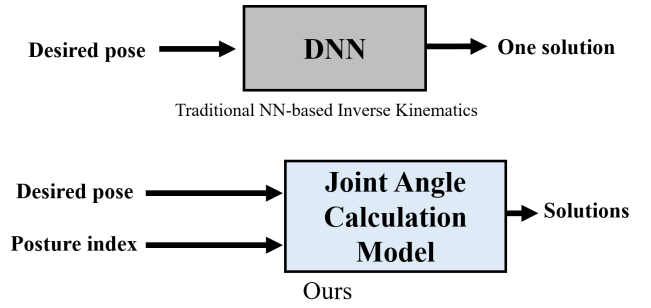 Desired pose
DNN
One solution
Traditional NN-based Inverse Kinematics
Desired pose
Posture index
Joint Angle
Calculation
Model
Solutions
Ours